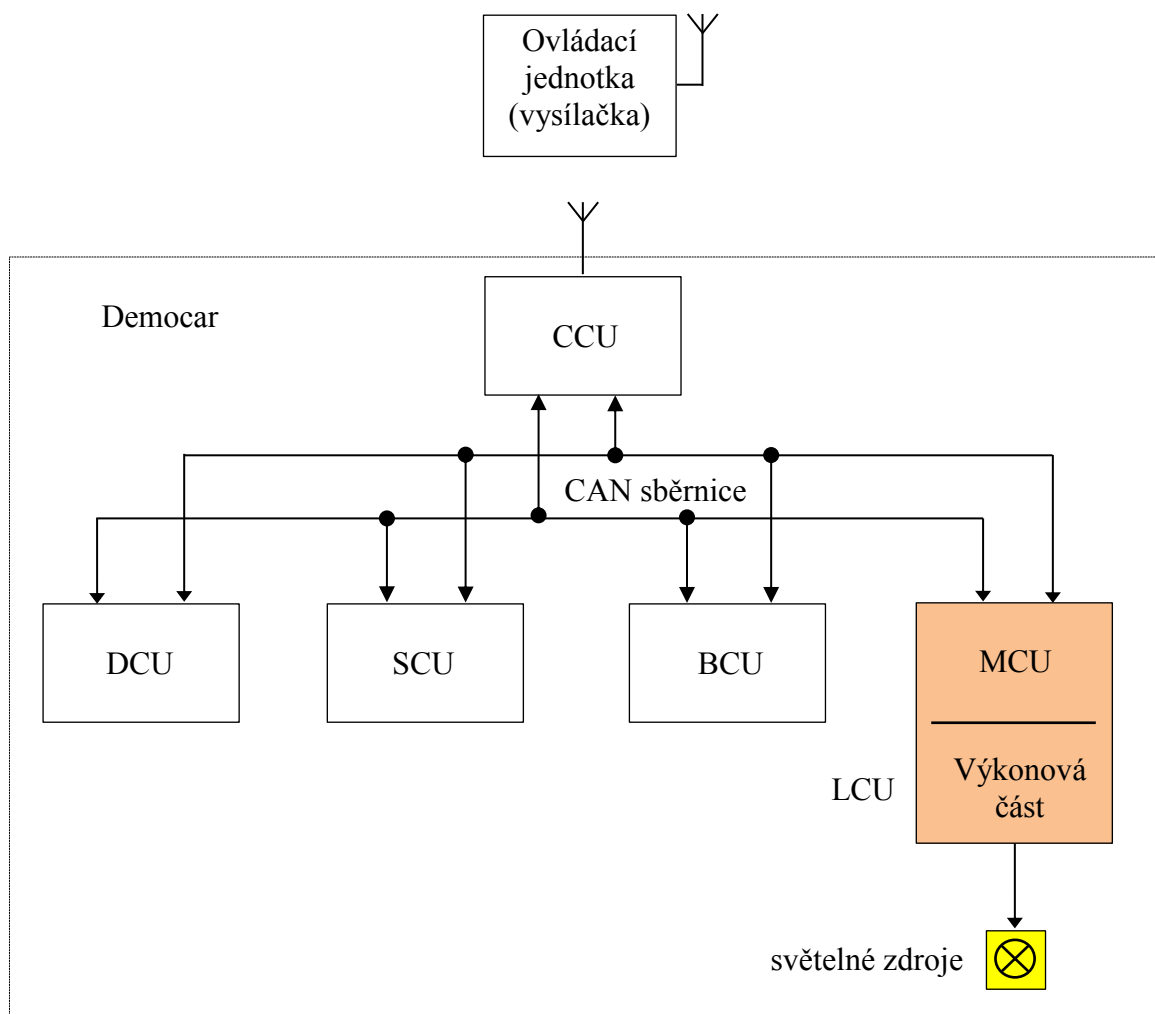 Ovládací
jednotka
(vysílačka)
Democar
CCU
CAN sběrnice
DCU
SCU
BCU
MCU
LCU
Výkonová
část
světelné zdroje